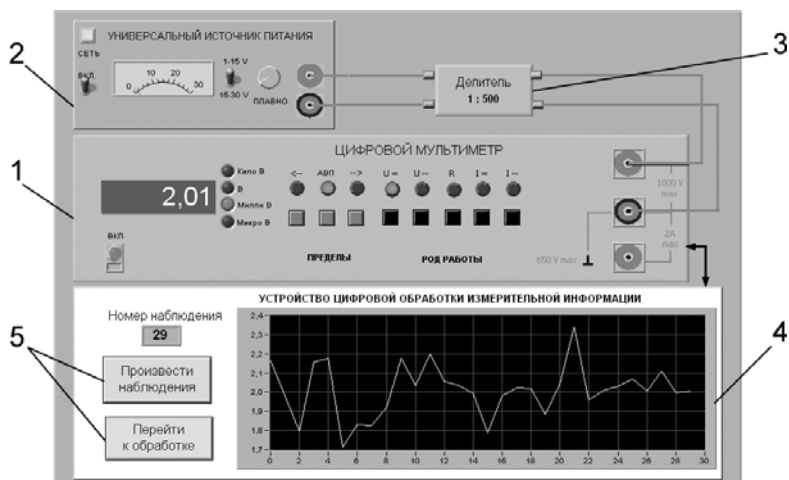 УНИВЕРСАЛЬНЫЙ ИСТОЧНИК ПИТАНИЯ
СЕТЬ
ВКЛ
0 10 20 30
1-15 V
15-30 V
ПЛАВНО
Делитель
1 : 500
2
3
ЦИФРОВОЙ МУЛЬТИМЕТР
2,01
Кило В
В
Милли В
Микро В
<-- АВП --> U = U ~ R I = I ~
ВКЛ
ПРЕДЕЛЫ
РОД РАБОТЫ
1000 V
max
2A
max
650 V max
1
УСТРОЙСТВО ЦИФРОВОЙ ОБРАБОТКИ ИЗМЕРИТЕЛЬНОЙ ИНФОРМАЦИИ
Номер наблюдения
29
Произвести
наблюдения
Перейти
к обработке
5
4
2,4
2,3
2,2
2,1
2,0
1,9
1,8
1,7
0 2 4 6 8 10 12 14 16 18 20 22 24 26 28 30